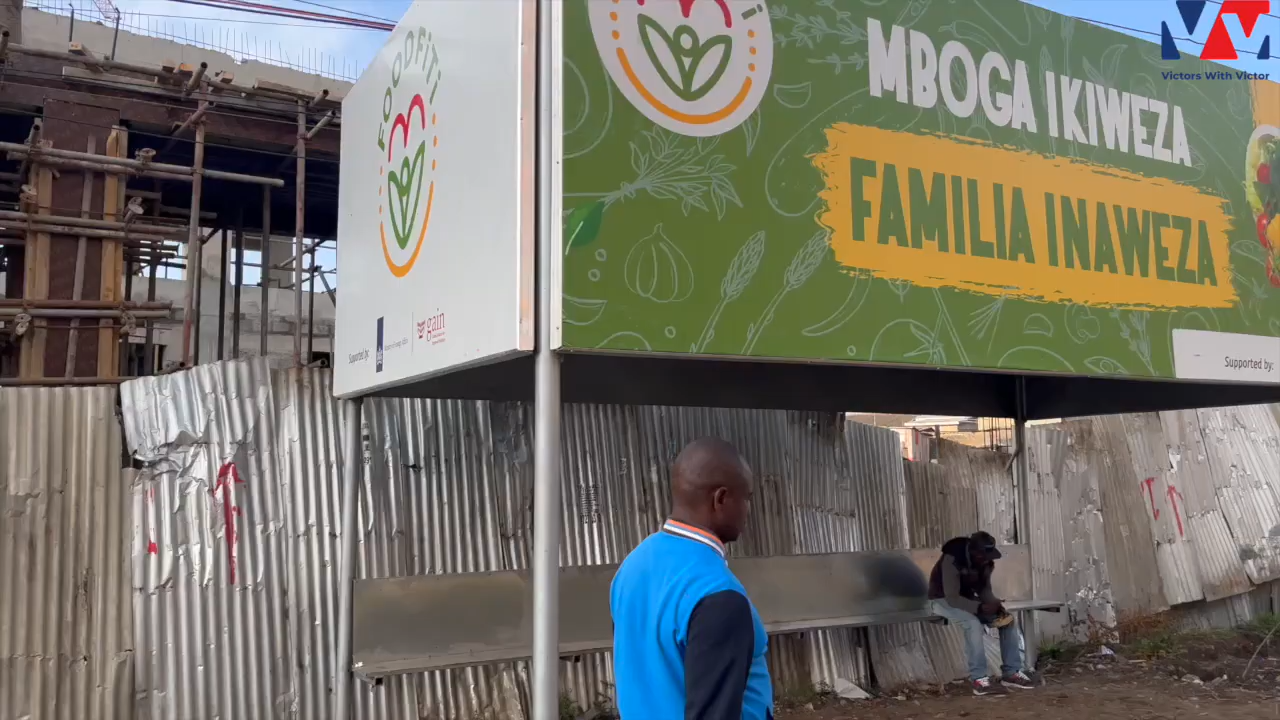 Victors With Victor
FOODFiTi
MBOGA IKIWEZA
FAMILIA INAWEZA
Supported by:
gain
Supported by: